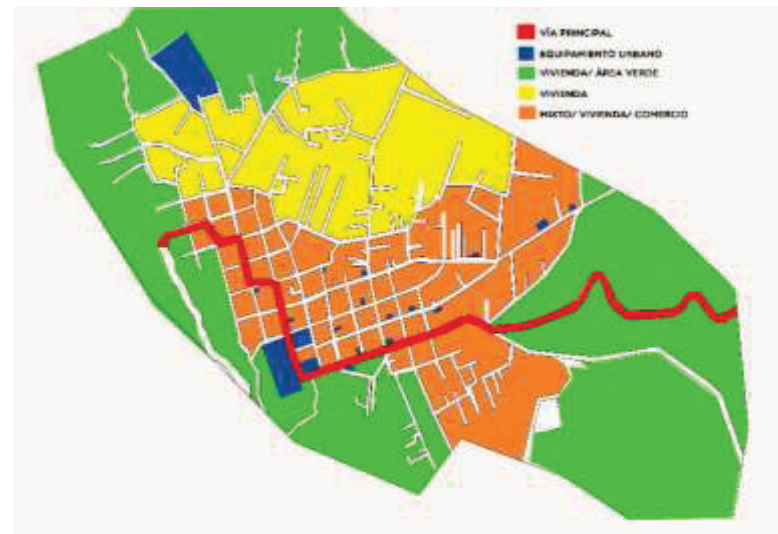 VÍA PRINCIPAL
EQUIPAMIENTO URBANO
VIVIENDA/ ÁREA VERDE
VIVIENDA
MIXTO/ VIVIENDA/ COMERCIO